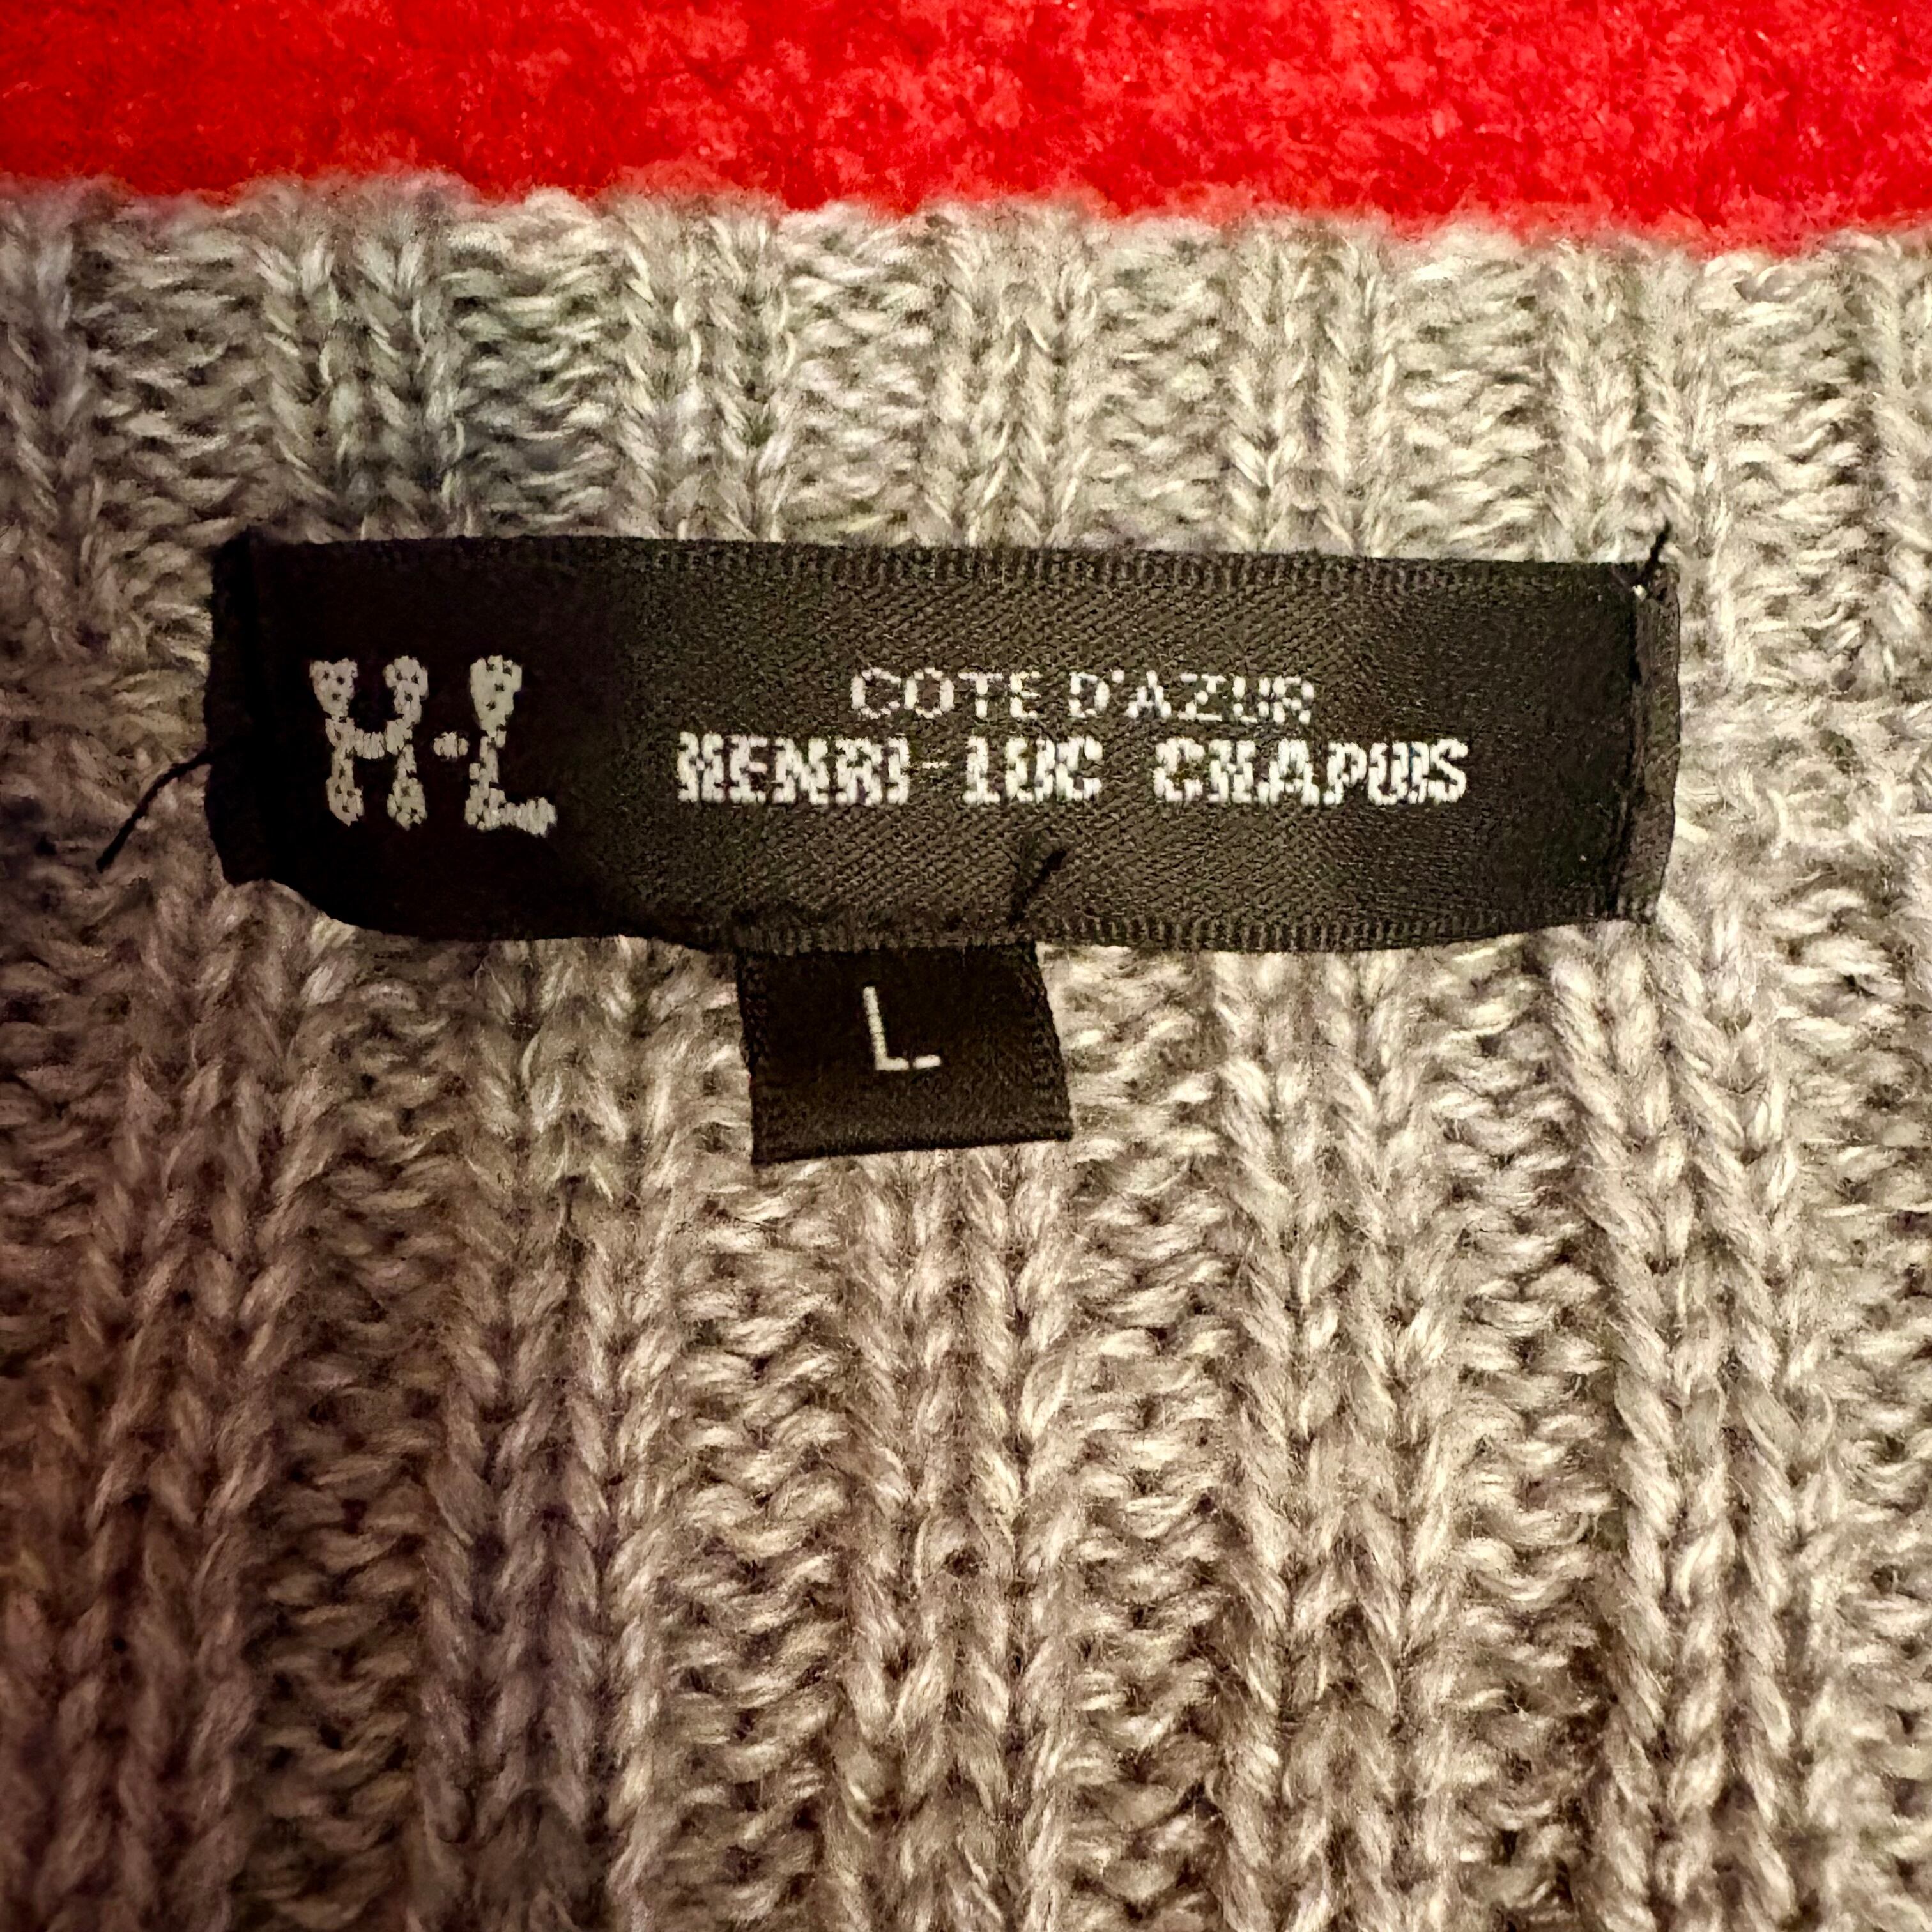 H-L
COTE D'AZUR
HENRI-LUC CHAPUIS
L